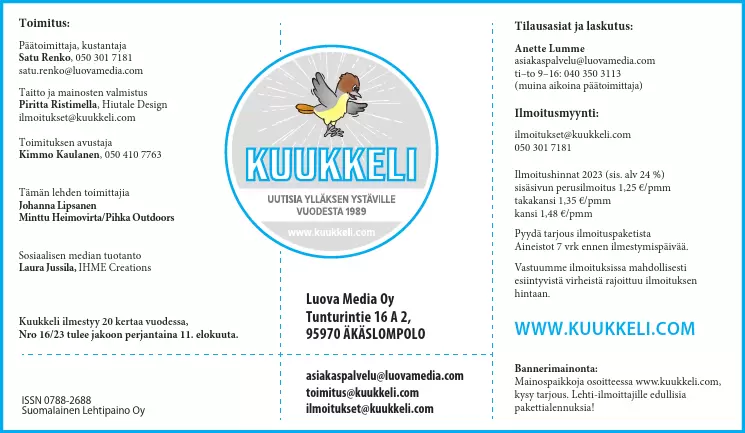 Toimitus:
Päätoimittaja, kustantaja
Satu Renko, 050 301 7181
satu.renko@luovamedia.com
Taitto ja mainosten valmistus
Piritta Ristimella, Hiutale Design
ilmoitukset@kuukkeli.com
Toimituksen avustaja
Kimmo Kaulanen, 050 410 7763
Tämän lehden toimittajia
Johanna Lipsanen
Minttu Heimovirta/Pihka Outdoors
Sosiaalisen median tuotanto
Laura Jussila, IHME Creations
Kuukkeli ilmestyy 20 kertaa vuodessa,
Nro 16/23 tulee jakoon perjantaina 11. elokuuta.
ISSN 0788-2688
Suomalainen Lehtipaino Oy
KUUKKELI
UUTISIA YLLÄKSEN YSTÄVILLE
VUODESTA 1989
www.kuukkeli.com
Luova Media Oy
Tunturintie 16 A 2,
95970 ÄKÄSLOMPOLO
asiakaspalvelu@luovamedia.com
toimitus@kuukkeli.com
ilmoitukset@kuukkeli.com
Tilausasiat ja laskutus:
Anette Lumme
asiakaspalvelu@luovamedia.com
ti–to 9–16: 040 350 3113
(muina aikoina päätoimittaja)
Ilmoitusmyynti:
ilmoitukset@kuukkeli.com
050 301 7181
Ilmoitushinnat 2023 (sis. alv 24 %)
sisäsivun perusilmoitus 1,25 €/pmm
takakansi 1,35 €/pmm
kansi 1,48 €/pmm
Pyydä tarjous ilmoituspaketista
Aineistot 7 vrk ennen ilmestymispäivää.
Vastuumme ilmoituksissa mahdollisesti
esiintyvistä virheistä rajoittuu ilmoituksen
hintaan.
WWW.KUUKKELI.COM
Bannerimainonta:
Mainospaikkoja osoitteessa www.kuukkeli.com,
kysy tarjous. Lehti-ilmoittajille edullisia
pakettialennuksia!